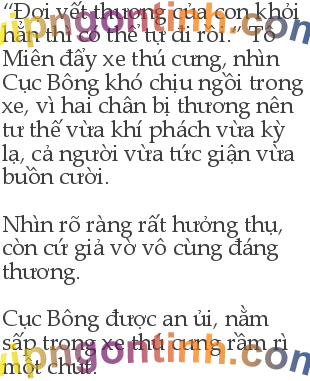 “Đợi vết thương của con khỏi
hẳn thì có thể tự đi rồi.” Tô
Miên đẩy xe thú cưng, nhìn
Cục Bông khó chịu ngồi trong
xe, vì hai chân bị thương nên
tư thế vừa khí phách vừa kỳ
lạ, cả người vừa tức giận vừa
buồn cười.
Nhìn rõ ràng rất hưởng thụ,
còn cứ giả vờ vô cùng đáng
thương.
Cục Bông được an ủi, nằm
sấp trong xe thú cưng rầm rì
một chút.
vipngontinh.com
vipngontinh.com